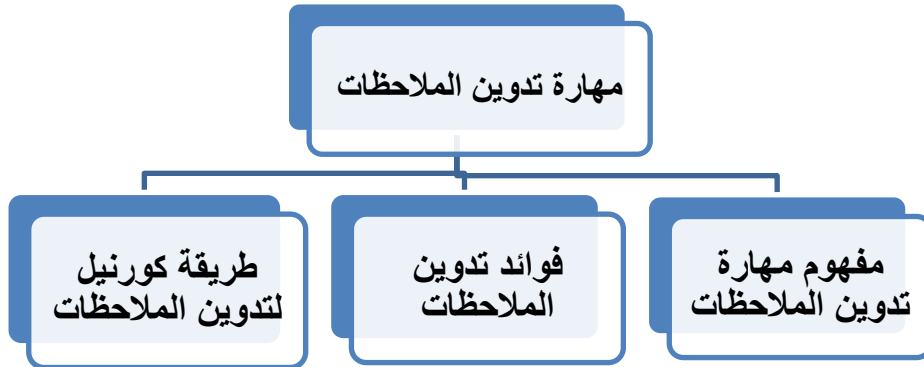 مهارة تدوين الملاحظات
مفهوم مهارة
تدوين الملاحظات
فوائد تدوين
الملاحظات
طريقة كورنيل
لتدوين الملاحظات